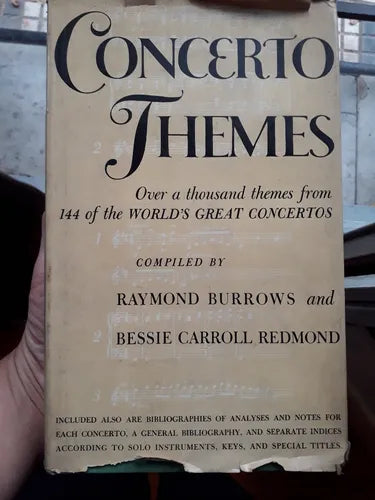 CONCERTO
THEMES
Over a thousand themes from
144 of the WORLD'S GREAT CONCERTOS
COMPILED BY
RAYMOND BURROWS and
BESSIE CARROLL REDMOND
INCLUDED ALSO ARE BIBLIOGRAPHIES OF ANALYSES AND NOTES FOR
EACH CONCERTO, A GENERAL BIBLIOGRAPHY, AND SEPARATE INDICES
ACCORDING TO SOLO INSTRUMENTS, KEYS, AND SPECIAL TITLES.